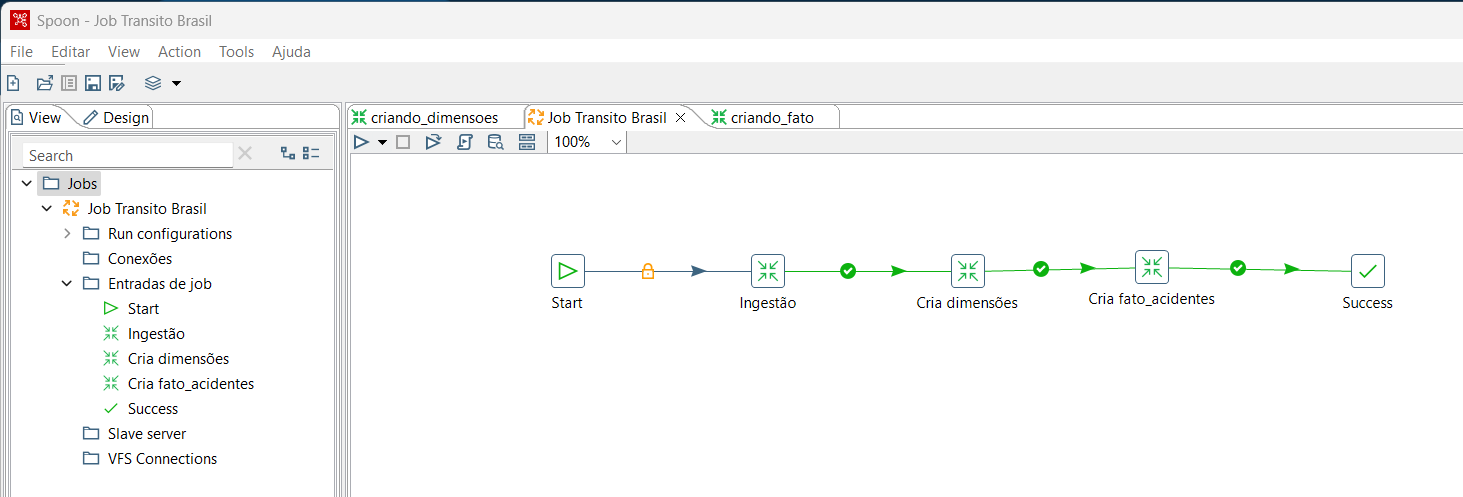 Spoon - Job Transito Brasil
File Editar View Action Tools Ajuda
View Design
criando_dimensoes Job Transito Brasil criando_fato
100%
Search
Jobs
Job Transito Brasil
Run configurations
Conexões
Entradas de job
Start
Ingestão
Cria dimensões
Cria fato_acidentes
Success
Slave server
VFS Connections
Start Ingestão Cria dimensões Cria fato_acidentes Success